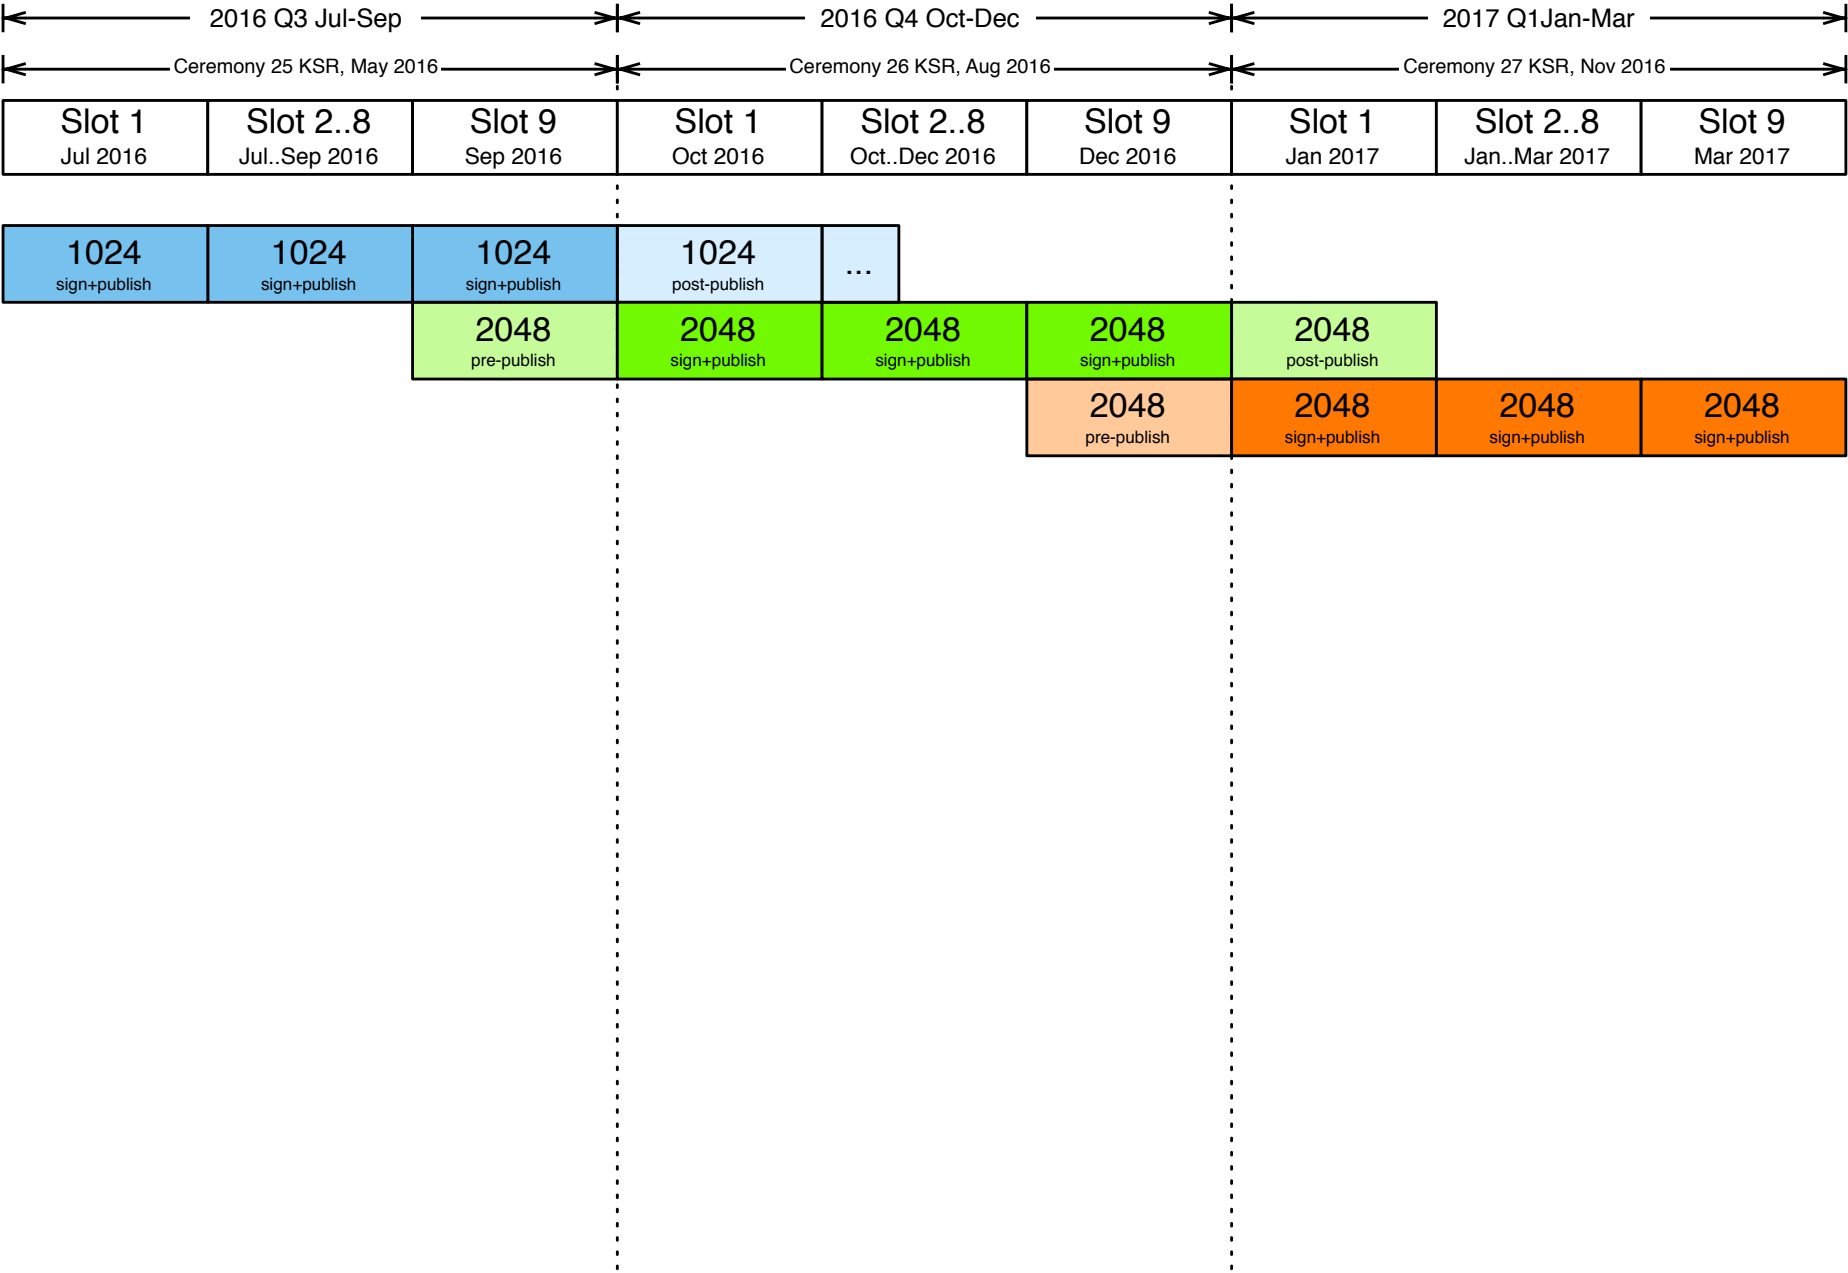 2016 Q3 Jul-Sep 2016 Q4 Oct-Dec 2017 Q1Jan-Mar
Ceremony 25 KSR, May 2016 Ceremony 26 KSR, Aug 2016 Ceremony 27 KSR, Nov 2016
Slot 1 Slot 2..8 Slot 9 Slot 1 Slot 2..8 Slot 9 Slot 1 Slot 2..8 Slot 9
Jul 2016 Jul..Sep 2016 Sep 2016 Oct 2016 Oct..Dec 2016 Dec 2016 Jan 2017 Jan..Mar 2017 Mar 2017
1024 1024 1024 1024 ...
sign+publish sign+publish sign+publish post-publish
2048 2048 2048 2048 2048
pre-publish sign+publish sign+publish sign+publish post-publish
2048 2048 2048 2048
pre-publish sign+publish sign+publish sign+publish